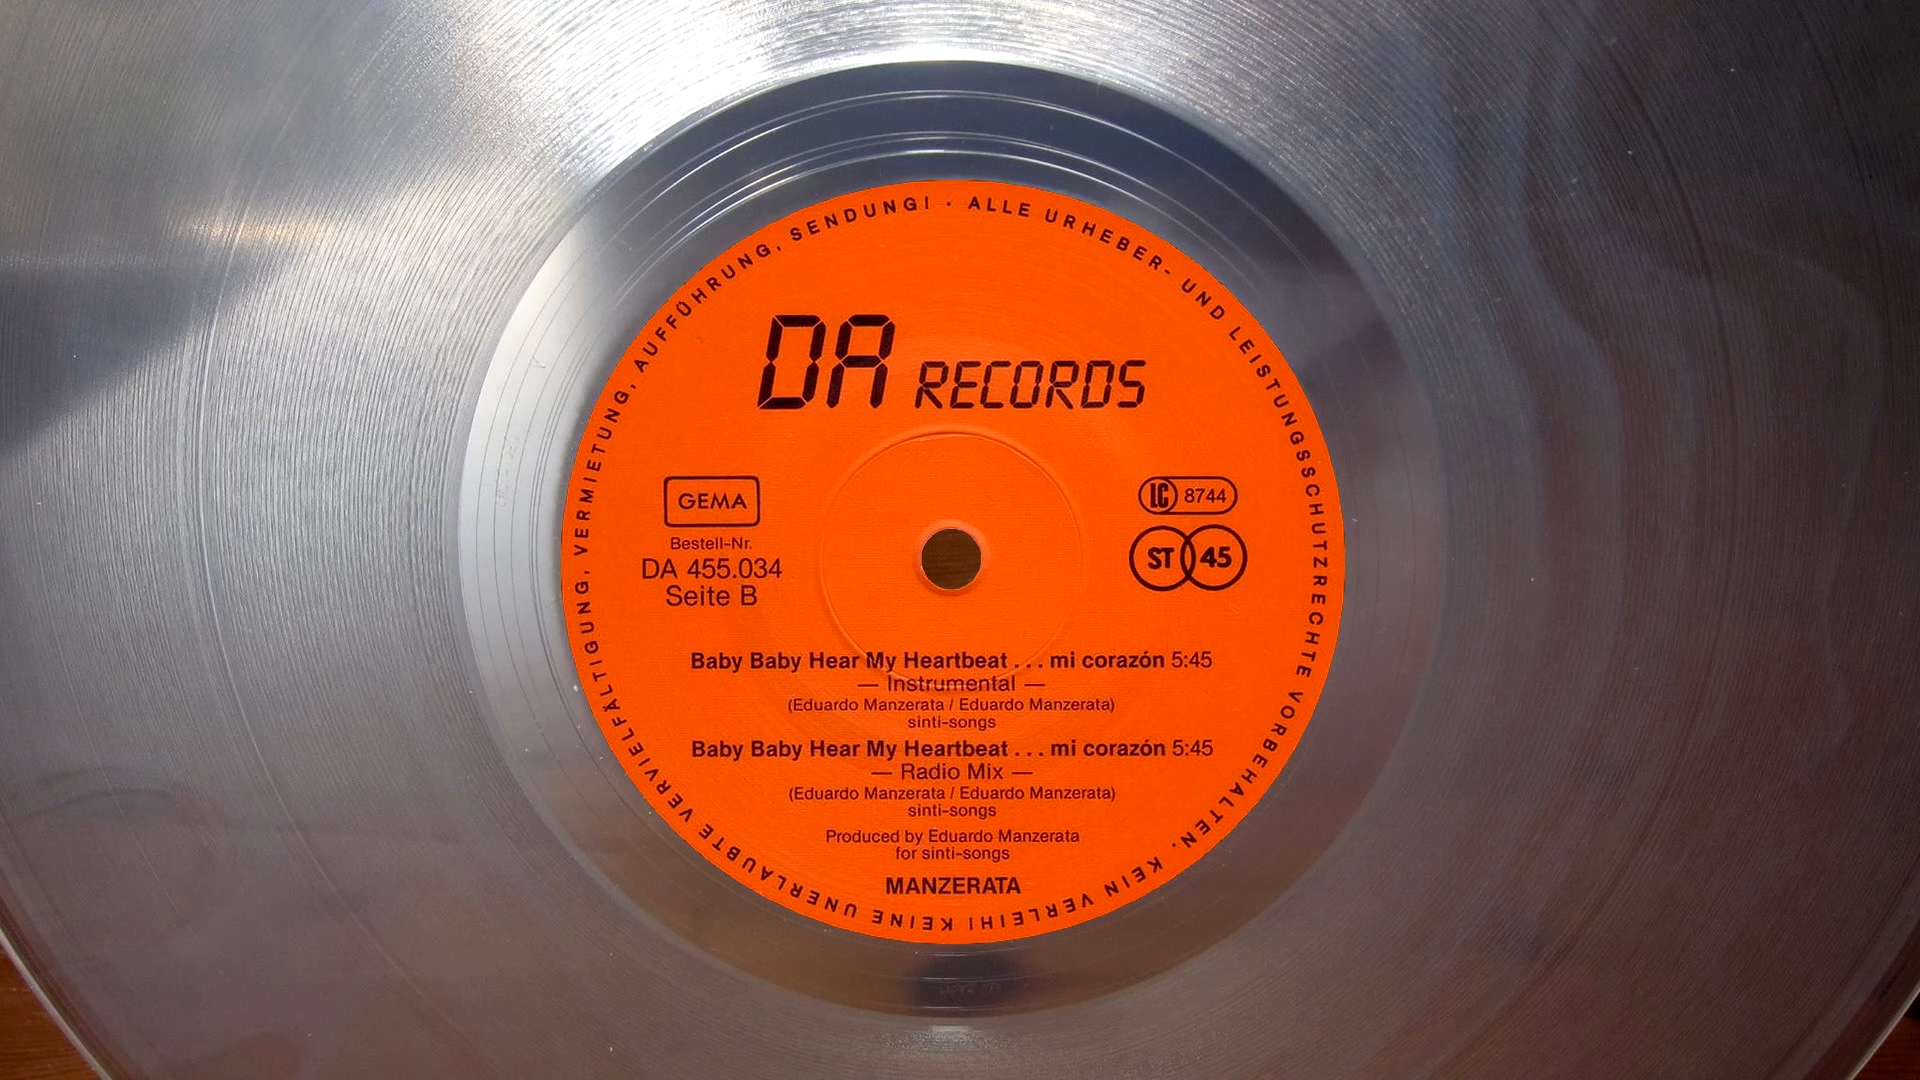 ALLE URHEBER- UND LEISTUNGSSCHUTZRECHTE VORBEHALTEN. KEIN VERLEIH! KEINE UNERLAUBTE VERVIELFÄLTIGUNG, VERMIETUNG, AUFFÜHRUNG, SENDUNG! ·
DA RECORDS
GEMA
LC 8744
Bestell-Nr.
DA 455.034
Seite B
ST 45
Baby Baby Hear My Heartbeat . . . mi corazón 5:45
— Instrumental —
(Eduardo Manzerata / Eduardo Manzerata)
sinti-songs
Baby Baby Hear My Heartbeat . . . mi corazón 5:45
— Radio Mix —
(Eduardo Manzerata / Eduardo Manzerata)
sinti-songs
Produced by Eduardo Manzerata
for sinti-songs
MANZERATA